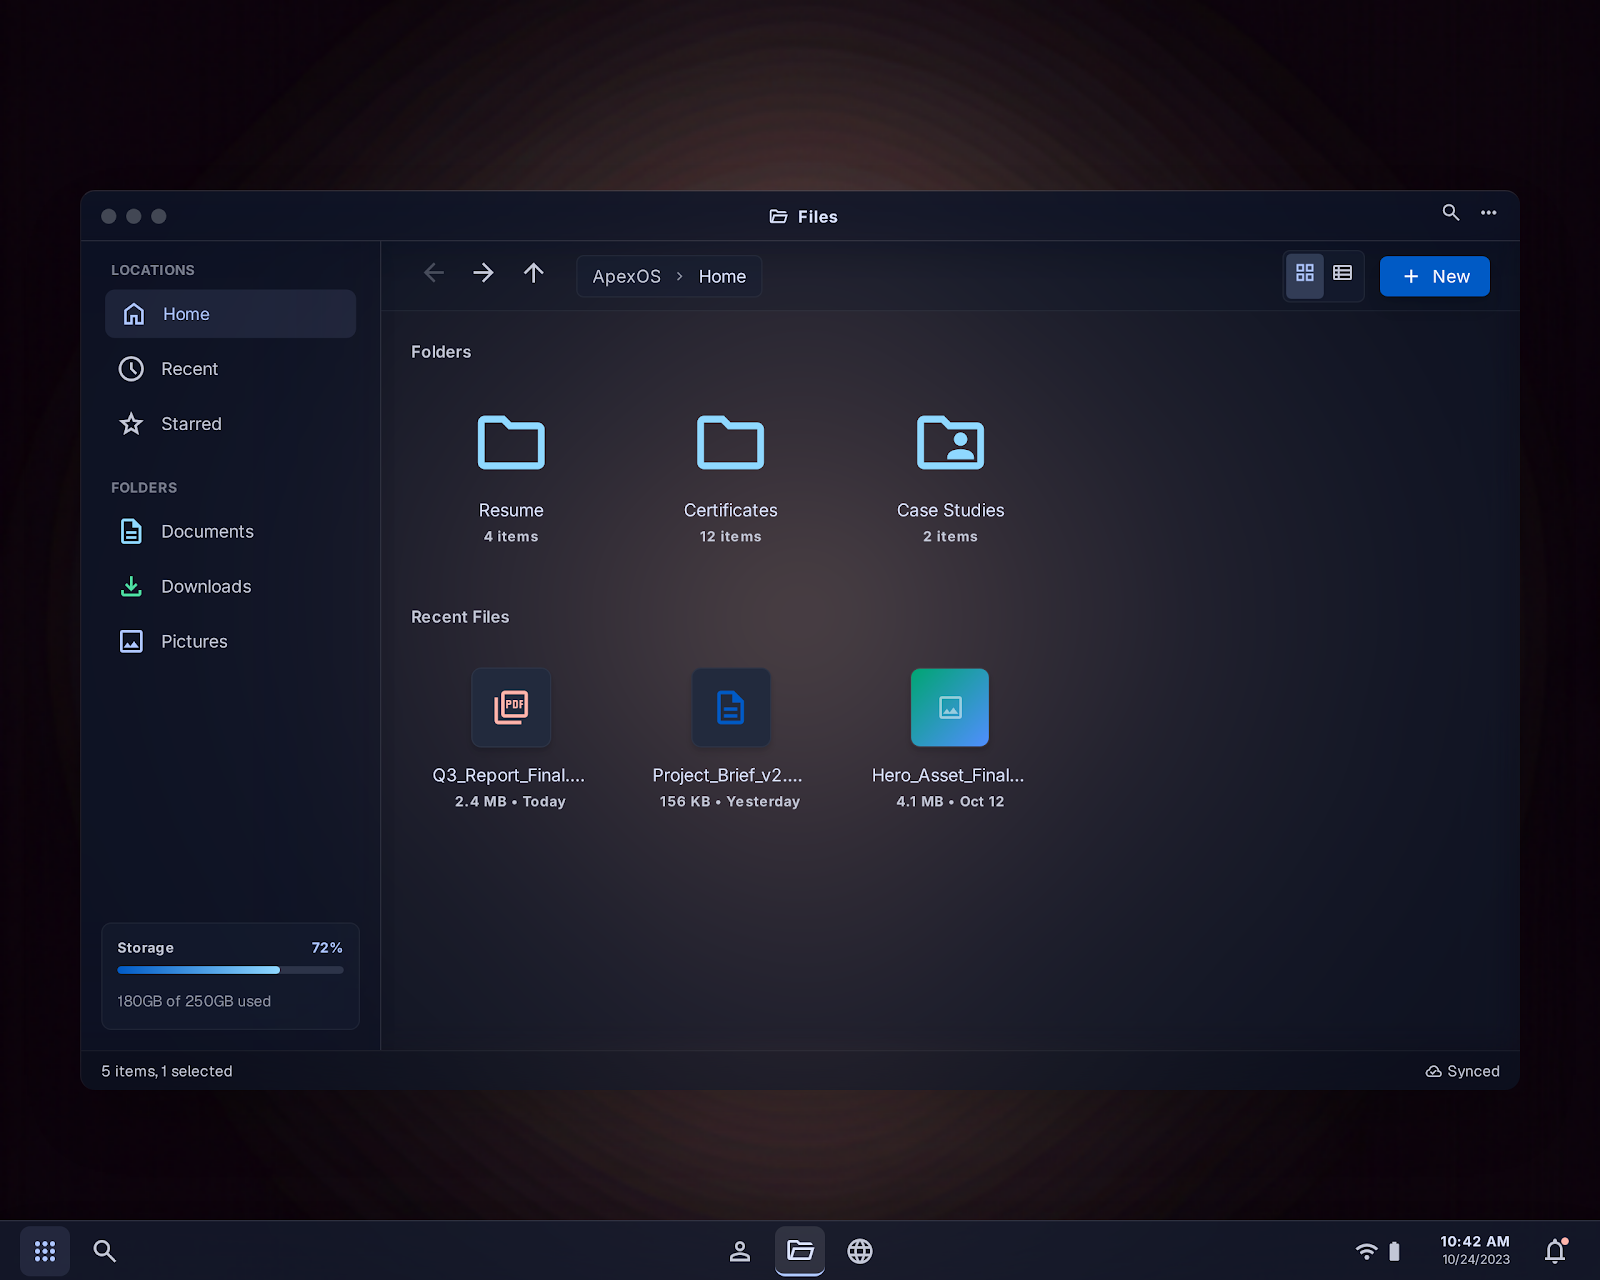 Files
LOCATIONS
Home
Recent
Starred
FOLDERS
Documents
Downloads
Pictures
Storage 72%
180GB of 250GB used
ApexOS > Home
+ New
Folders
Resume
4 items
Certificates
12 items
Case Studies
2 items
Recent Files
PDF
Q3_Report_Final....
2.4 MB • Today
Project_Brief_v2....
156 KB • Yesterday
Hero_Asset_Final...
4.1 MB • Oct 12
5 items, 1 selected
Synced
10:42 AM
10/24/2023